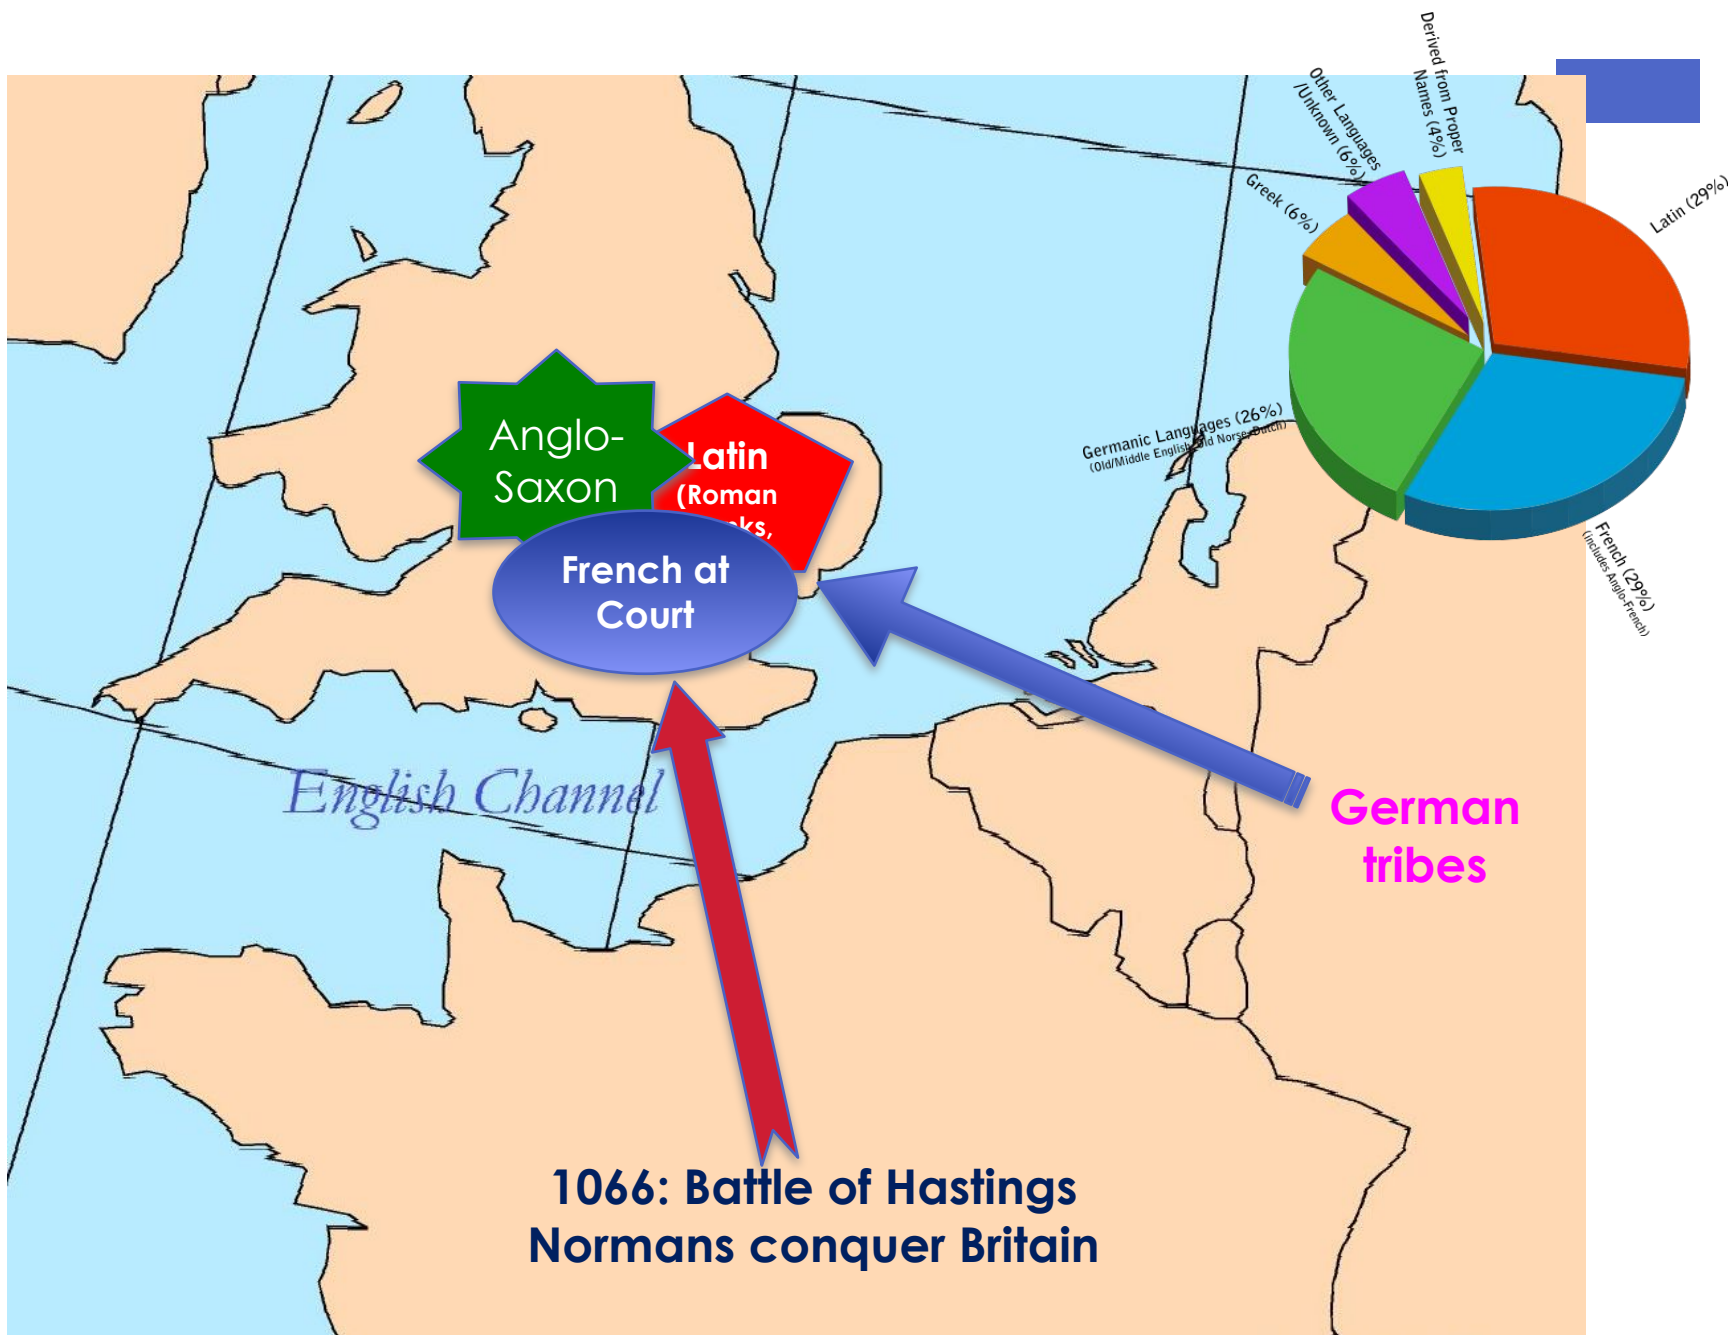 Derived from Proper
Names (4%)
Other Languages
/Unknown (6%)
Greek (6%)
Latin (29%)
Germanic Languages (26%)
(Old/Middle English, Old Norse, Dutch)
French (29%)
(includes Anglo-French)
Anglo-
Saxon
Latin
(Roman
French at
Court
English Channel
German
tribes
1066: Battle of Hastings
Normans conquer Britain